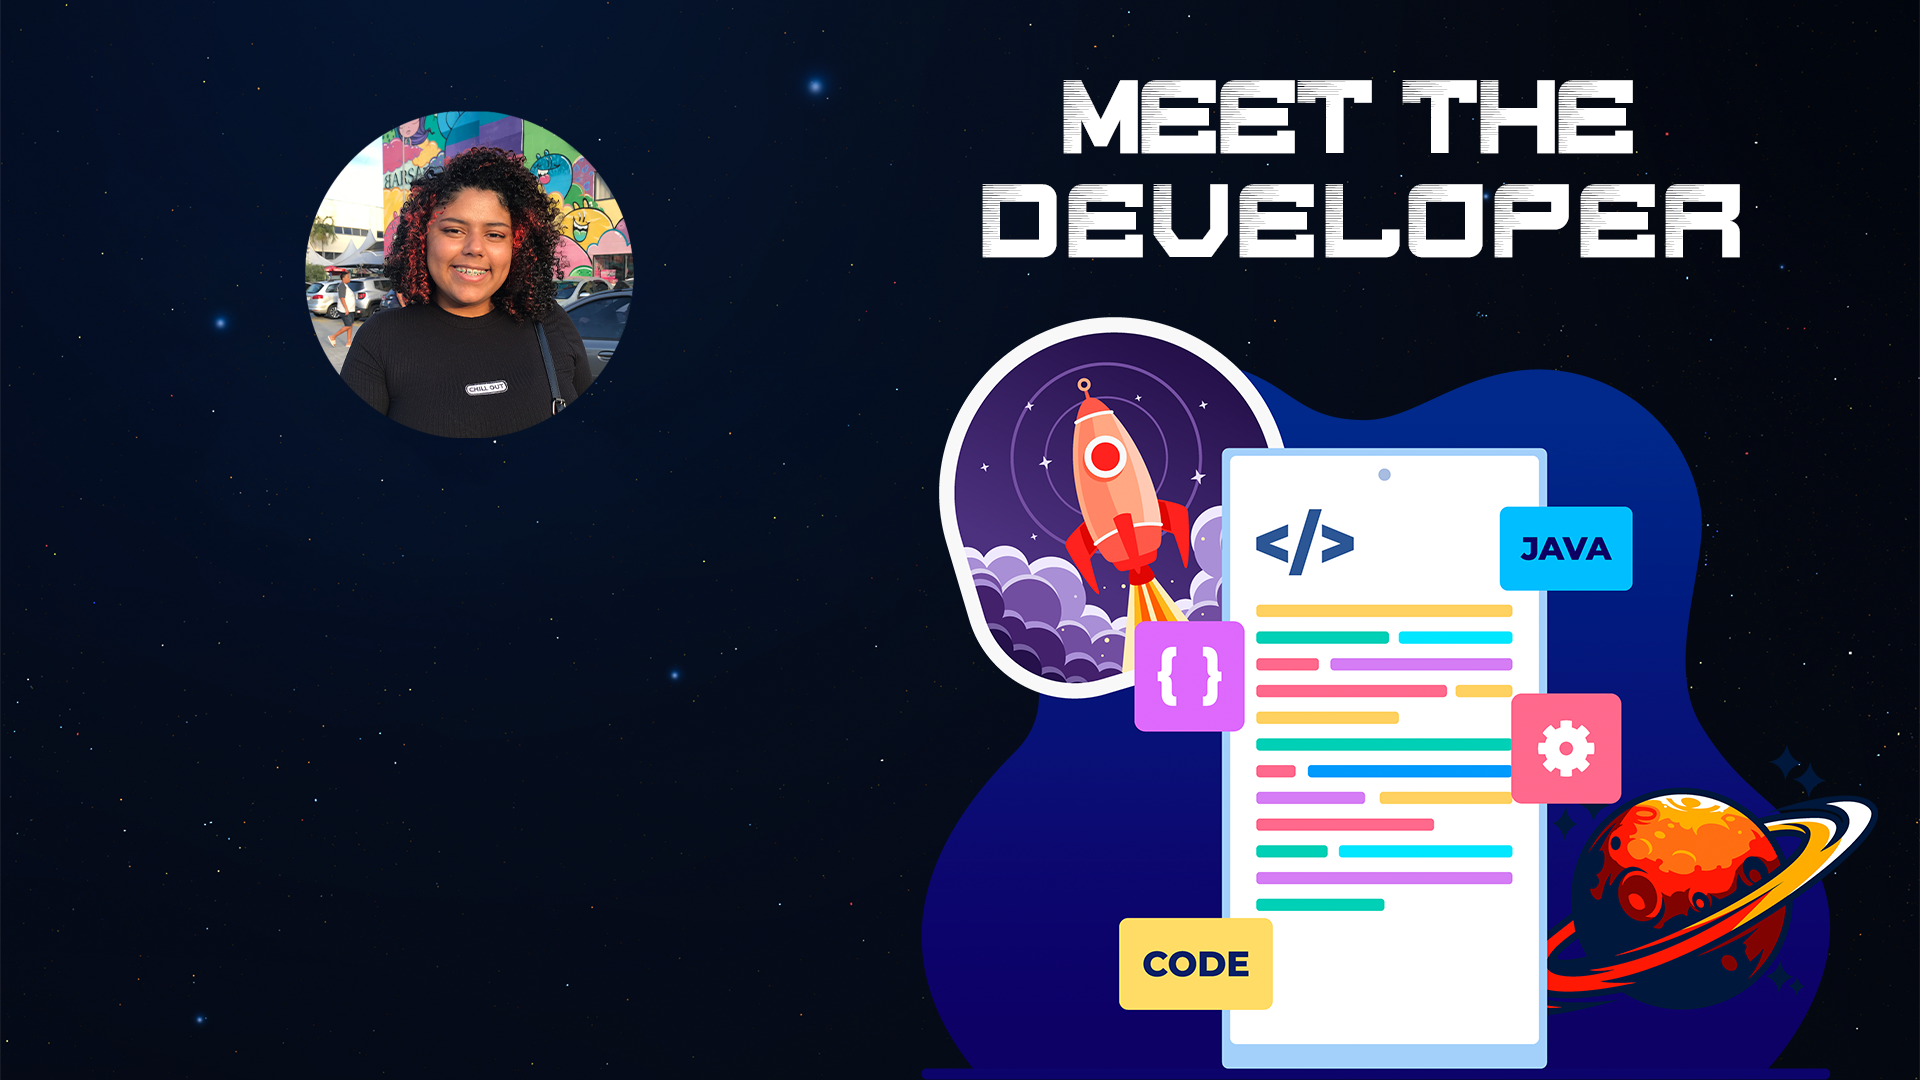 MEET THE
DEVELOPER
CHILL OUT
</>
JAVA
{ }
CODE